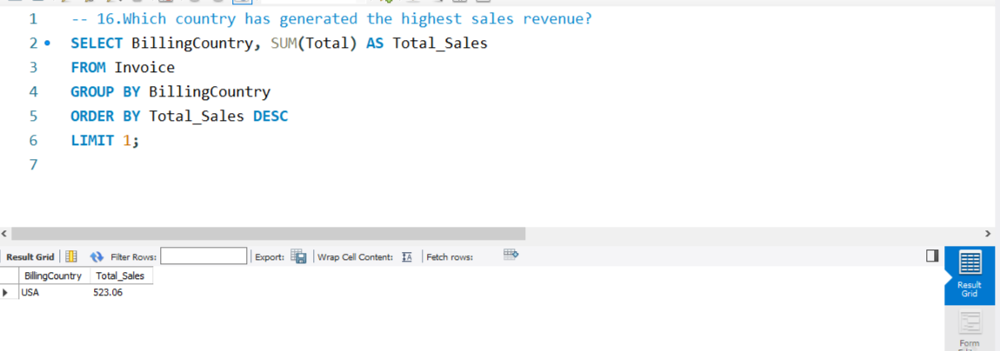 1 -- 16.Which country has generated the highest sales revenue?
2 SELECT BillingCountry, SUM(Total) AS Total_Sales
3 FROM Invoice
4 GROUP BY BillingCountry
5 ORDER BY Total_Sales DESC
6 LIMIT 1;
7
Result Grid Filter Rows: Export: Wrap Cell Content: IA Fetch rows:
BillingCountry Total_Sales
USA 523.06
Result
Grid
Form